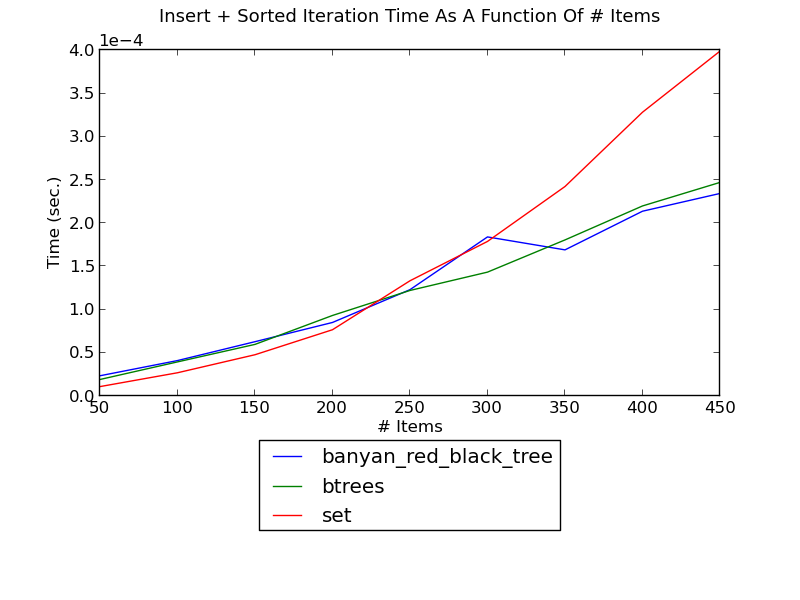 Insert + Sorted Iteration Time As A Function Of # Items
1e−4
4.0
3.5
3.0
2.5
2.0
1.5
1.0
0.5
0.0
Time (sec.)
50 100 150 200 250 300 350 400 450
# Items
banyan_red_black_tree
btrees
set